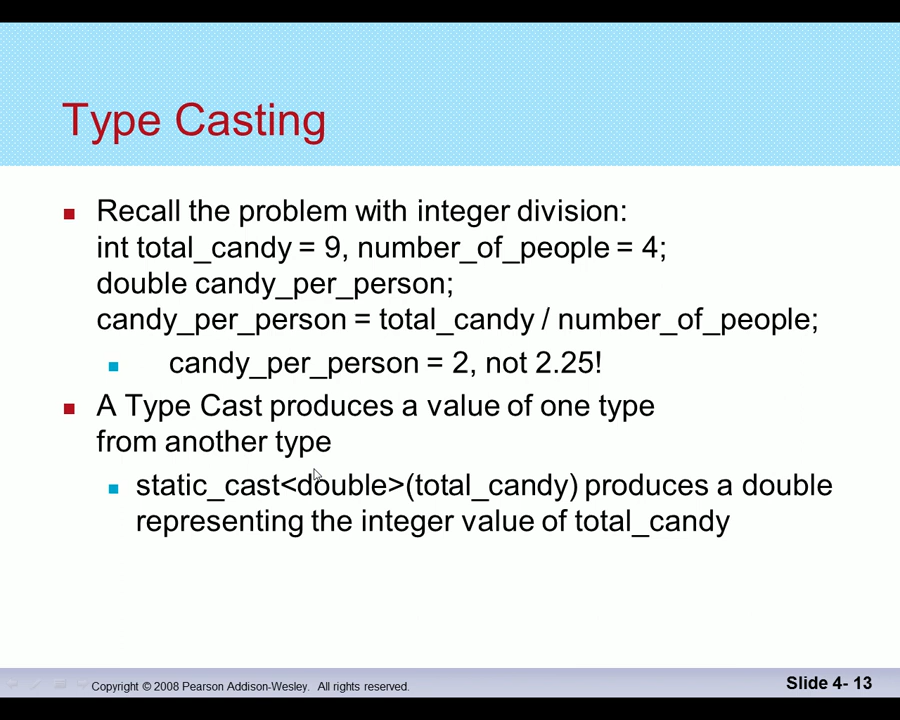 Type Casting
Recall the problem with integer division:
int total_candy = 9, number_of_people = 4;
double candy_per_person;
candy_per_person = total_candy / number_of_people;
candy_per_person = 2, not 2.25!
A Type Cast produces a value of one type
from another type
static_cast<double>(total_candy) produces a double
representing the integer value of total_candy
Copyright © 2008 Pearson Addison-Wesley. All rights reserved.
Slide 4- 13